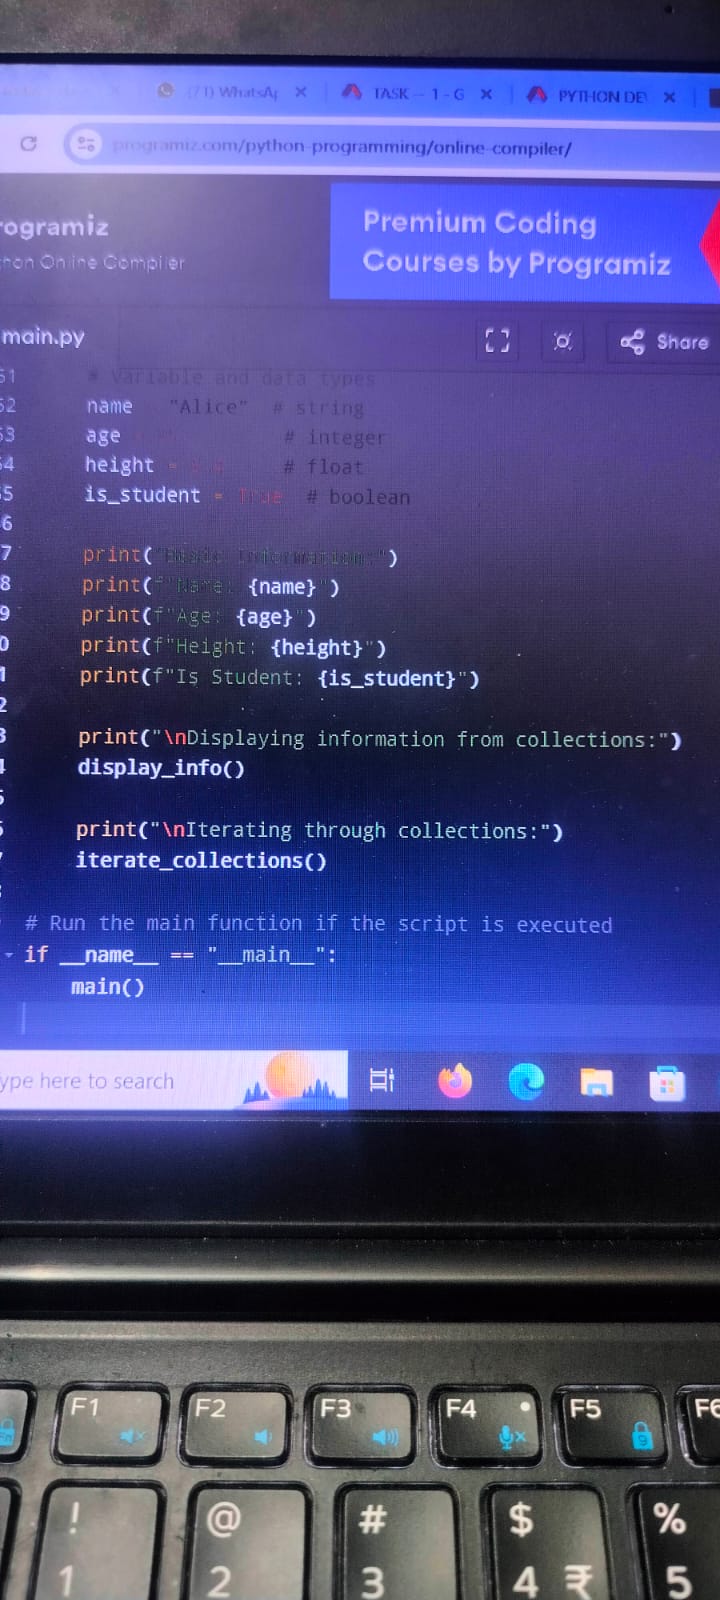 (71) WhatsAp × TASK – 1 - G × PYTHON DE ×
programiz.com/python-programming/online-compiler/
rogramiz
hon Online Compiler
Premium Coding
Courses by Programiz
main.py
Share
51 # Variable and data types
52 name "Alice" # string
53 age # integer
54 height = # float
55 is_student = True # boolean
6
7 print("Basic Information:")
8 print(f"Name: {name}")
9 print(f"Age: {age}")
0 print(f"Height: {height}")
1 print(f"Is Student: {is_student}")
2
3 print("\nDisplaying information from collections:")
4 display_info()
5
6 print("\nIterating through collections:")
7 iterate_collections()
# Run the main function if the script is executed
if __name__ == "__main__":
main()
ype here to search
F1 F2 F3 F4 F5 F6
! @ # $ %
1 2 3 4 ₹ 5